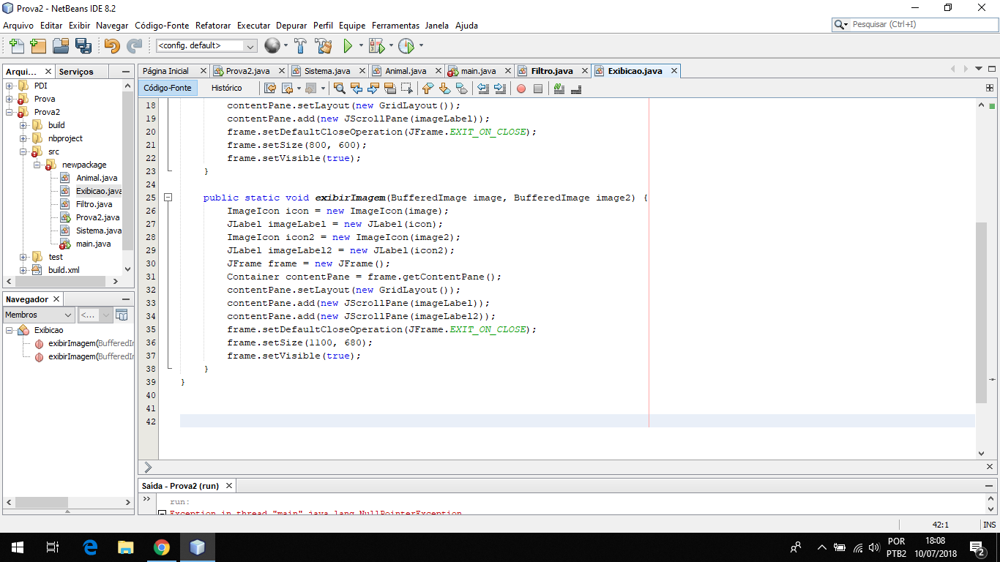 Prova2 - NetBeans IDE 8.2
Arquivo Editar Exibir Navegar Código-Fonte Refatorar Executar Depurar Perfil Equipe Ferramentas Janela Ajuda
Pesquisar (Ctrl+I)
<config. default>
Arqui... Serviços
PDI
Prova
Prova2
build
nbproject
src
newpackage
Animal.java
Exibicao.java
Filtro.java
Prova2.java
Sistema.java
main.java
test
build.xml
Navegador
Membros <...
Exibicao
exibirImagem(BufferedIm
exibirImagem(BufferedIm
Página Inicial Prova2.java Sistema.java Animal.java main.java Filtro.java Exibicao.java
Código-Fonte Histórico
18 contentPane.setLayout(new GridLayout());
19 contentPane.add(new JScrollPane(imageLabel));
20 frame.setDefaultCloseOperation(JFrame.EXIT_ON_CLOSE);
21 frame.setSize(800, 600);
22 frame.setVisible(true);
23 }
24
25 public static void exibirImagem(BufferedImage image, BufferedImage image2) {
26 ImageIcon icon = new ImageIcon(image);
27 JLabel imageLabel = new JLabel(icon);
28 ImageIcon icon2 = new ImageIcon(image2);
29 JLabel imageLabel2 = new JLabel(icon2);
30 JFrame frame = new JFrame();
31 Container contentPane = frame.getContentPane();
32 contentPane.setLayout(new GridLayout());
33 contentPane.add(new JScrollPane(imageLabel));
34 contentPane.add(new JScrollPane(imageLabel2));
35 frame.setDefaultCloseOperation(JFrame.EXIT_ON_CLOSE);
36 frame.setSize(1100, 680);
37 frame.setVisible(true);
38 }
39 }
40
41
42
Saída - Prova2 (run)
run:
Exception in thread "main" java.lang.NullPointerException
42:1 INS
POR
PTB2
18:08
10/07/2018
2